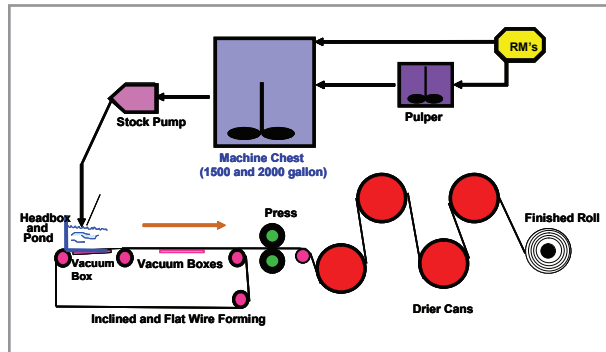 RM's
Pulper
Stock Pump
Machine Chest
(1500 and 2000 gallon)
Headbox
and
Pond
Press
Finished Roll
Vacuum
Box
Vacuum Boxes
Drier Cans
Inclined and Flat Wire Forming